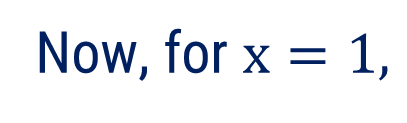 Now, for x = 1,